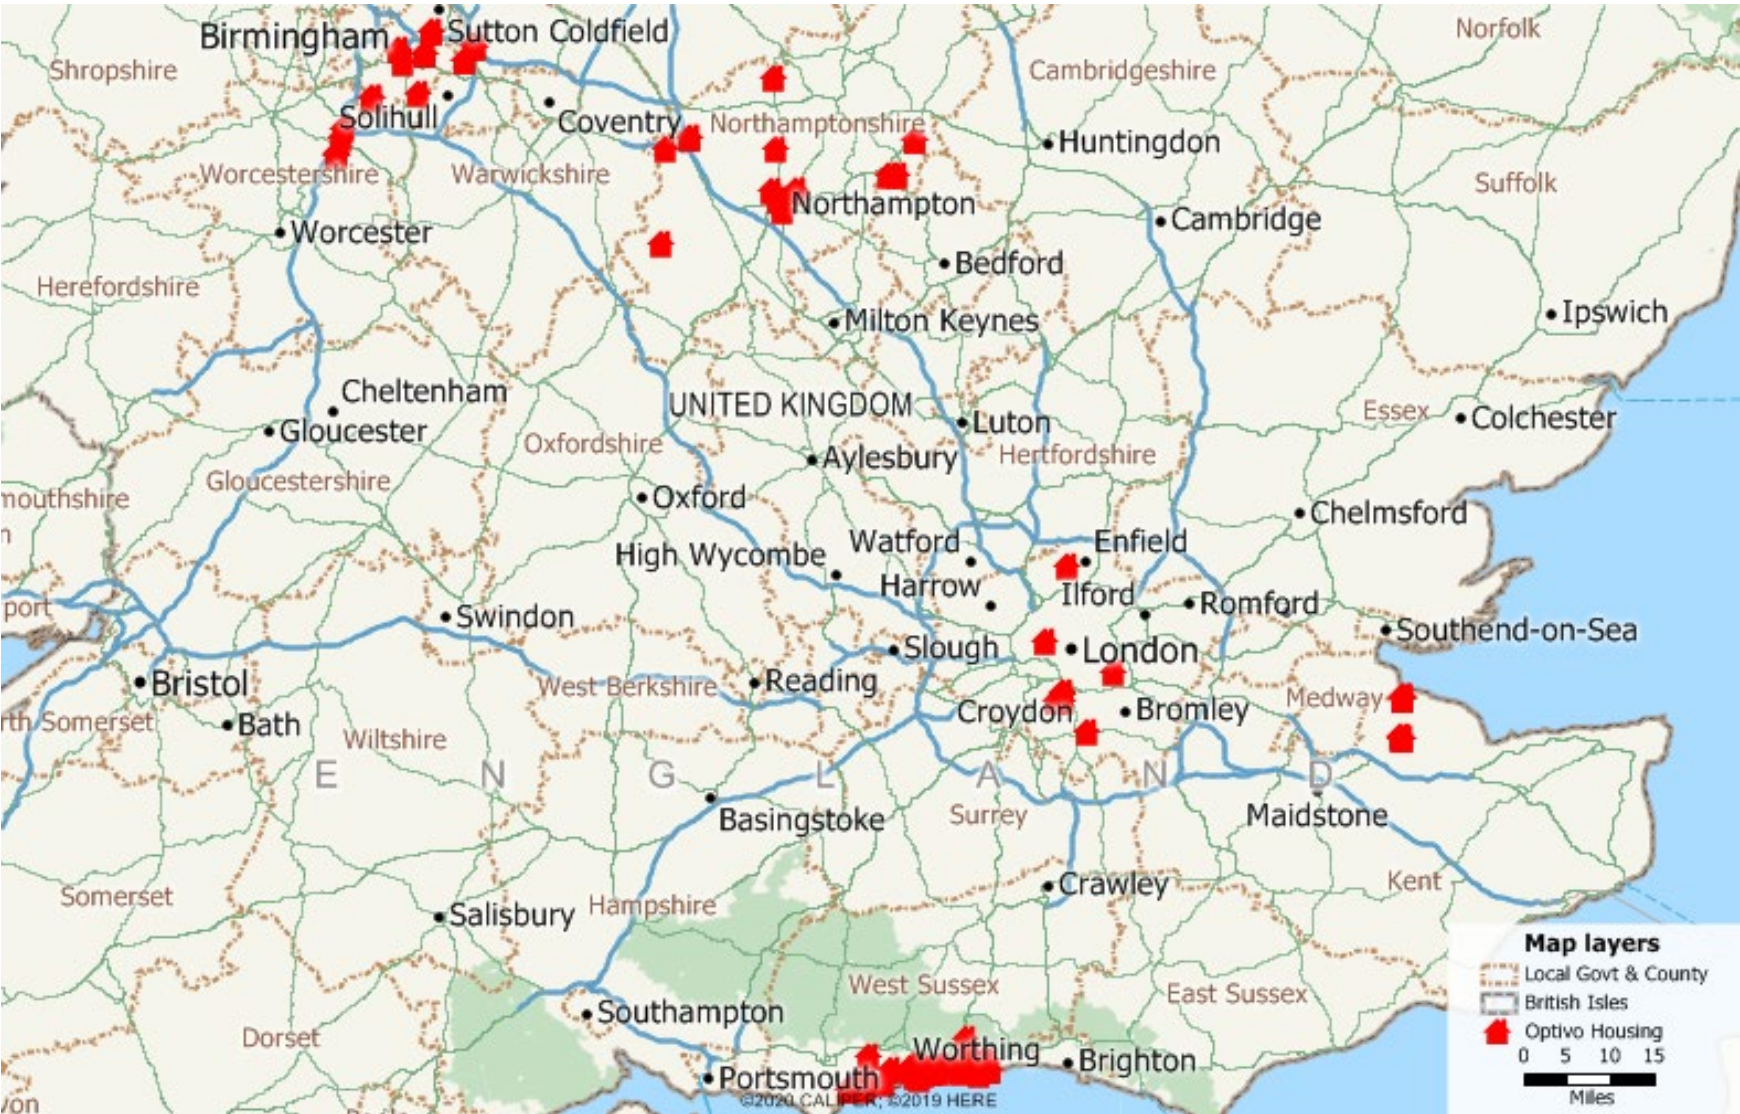 Birmingham
Sutton Coldfield
Norfolk
Shropshire
Cambridgeshire
Solihull
Coventry
Northamptonshire
Huntingdon
Worcestershire
Warwickshire
Suffolk
Northampton
Cambridge
Worcester
Bedford
Herefordshire
Ipswich
Milton Keynes
Cheltenham
UNITED KINGDOM
Essex
Colchester
Gloucester
Luton
Oxfordshire
Hertfordshire
Aylesbury
Gloucestershire
mouthshire
Oxford
Chelmsford
n
Watford
Enfield
High Wycombe
Harrow
Ilford
Romford
port
Swindon
Southend-on-Sea
Slough
London
Bristol
West Berkshire
Reading
Medway
rth Somerset
Bath
Croydon
Bromley
Wiltshire
E N G L A N D
Basingstoke
Surrey
Maidstone
Somerset
Salisbury
Hampshire
Crawley
Kent
Map layers
Local Govt & County
West Sussex
East Sussex
British Isles
Southampton
Dorset
Optivo Housing
Worthing
Brighton
0 5 10 15
Portsmouth
Miles
©2020 CALIPER; ©2019 HERE
von